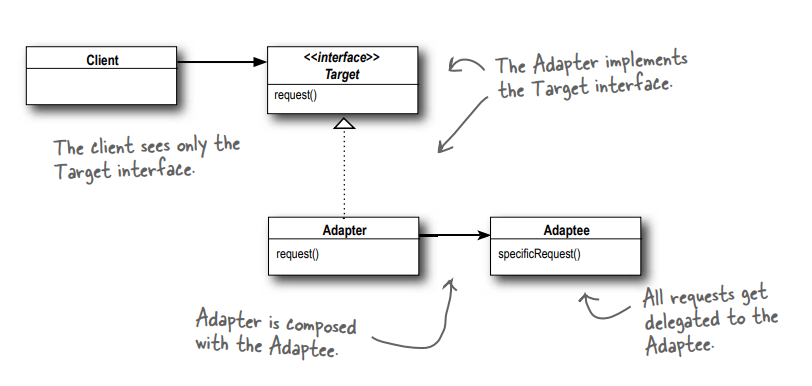 Client
<<interface>>
Target
request()
The Adapter implements
the Target interface.
The client sees only the
Target interface.
Adapter
request()
Adaptee
specificRequest()
Adapter is composed
with the Adaptee.
All requests get
delegated to the
Adaptee.